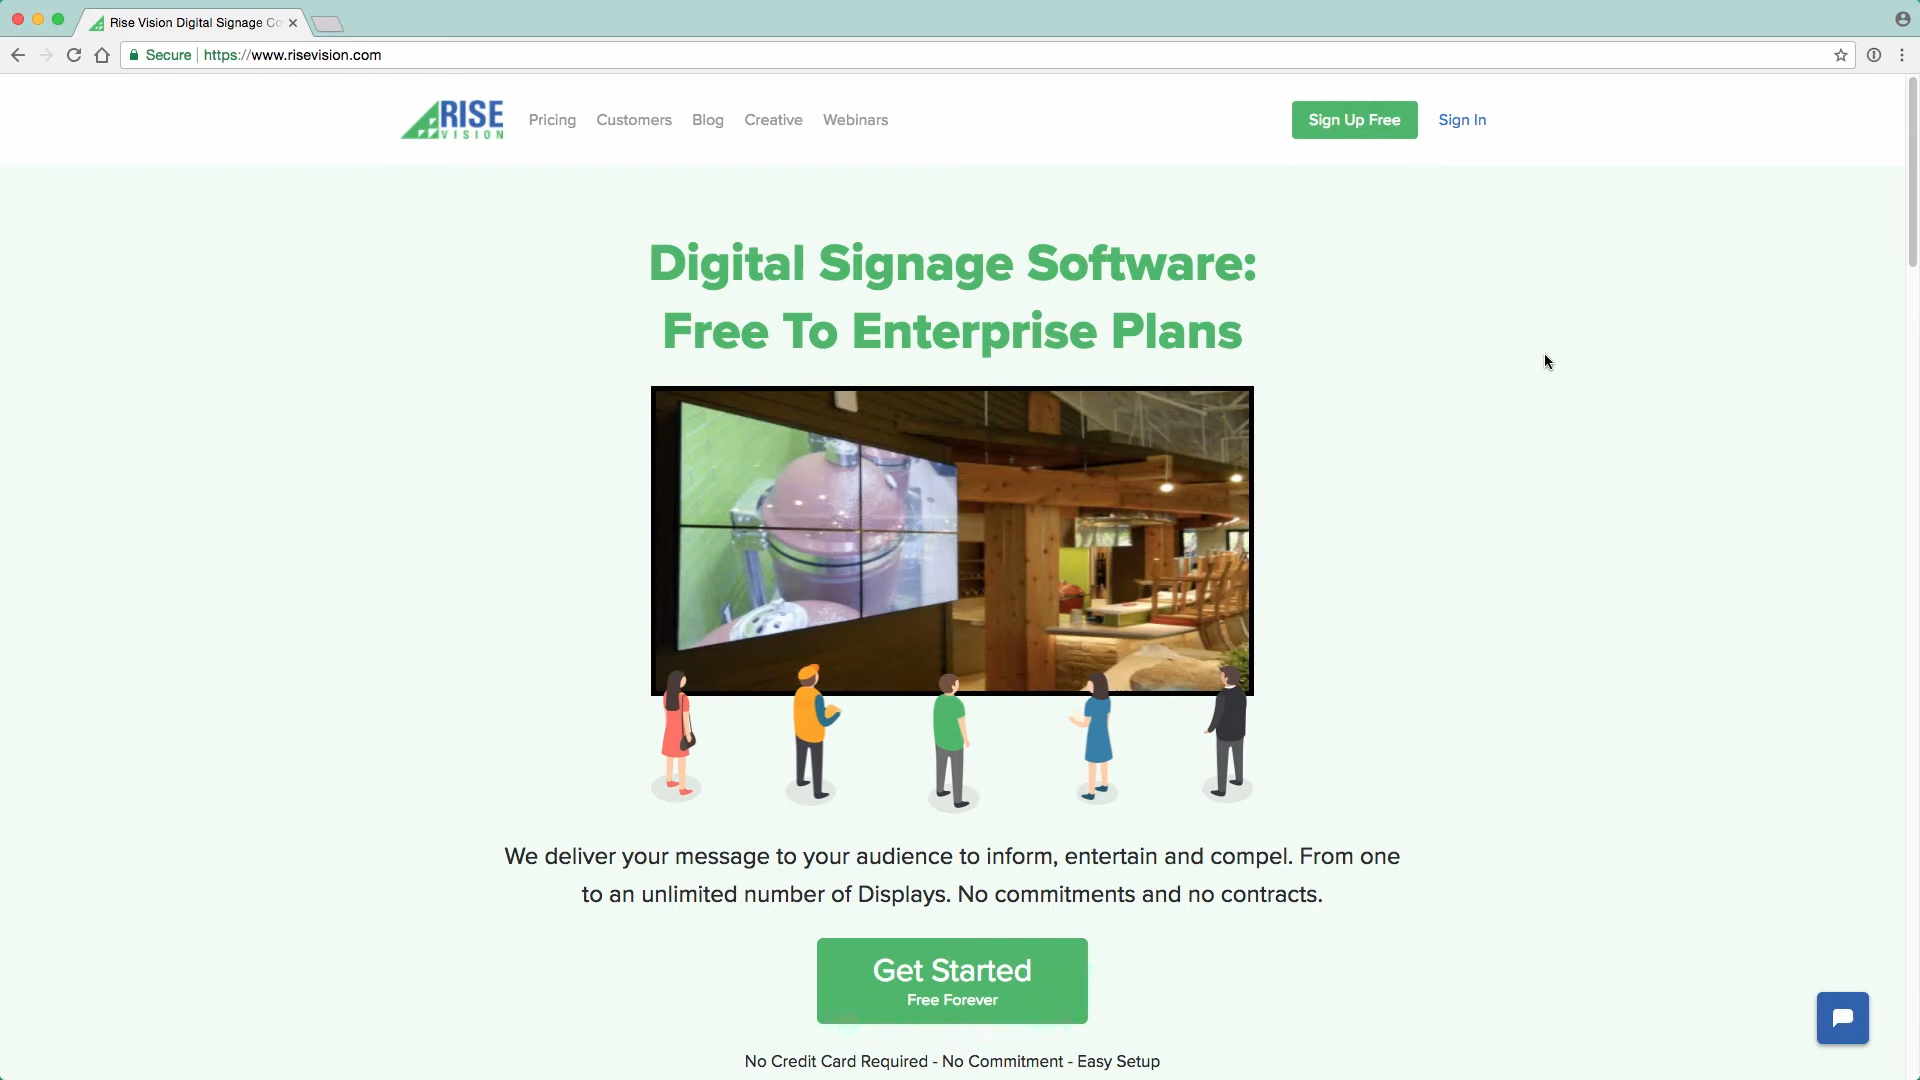 Rise Vision Digital Signage Co
Secure https://www.risevision.com
RISE
VISION
Pricing Customers Blog Creative Webinars
Sign Up Free Sign In
Digital Signage Software:
Free To Enterprise Plans
We deliver your message to your audience to inform, entertain and compel. From one
to an unlimited number of Displays. No commitments and no contracts.
Get Started
Free Forever
No Credit Card Required - No Commitment - Easy Setup